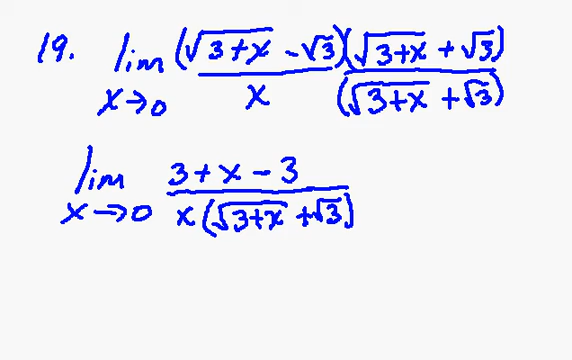 19. lim x→0 (√3+x - √3)/x (√3+x + √3)/(√3+x + √3)
lim x→0 3+x-3/x(√3+x + √3)